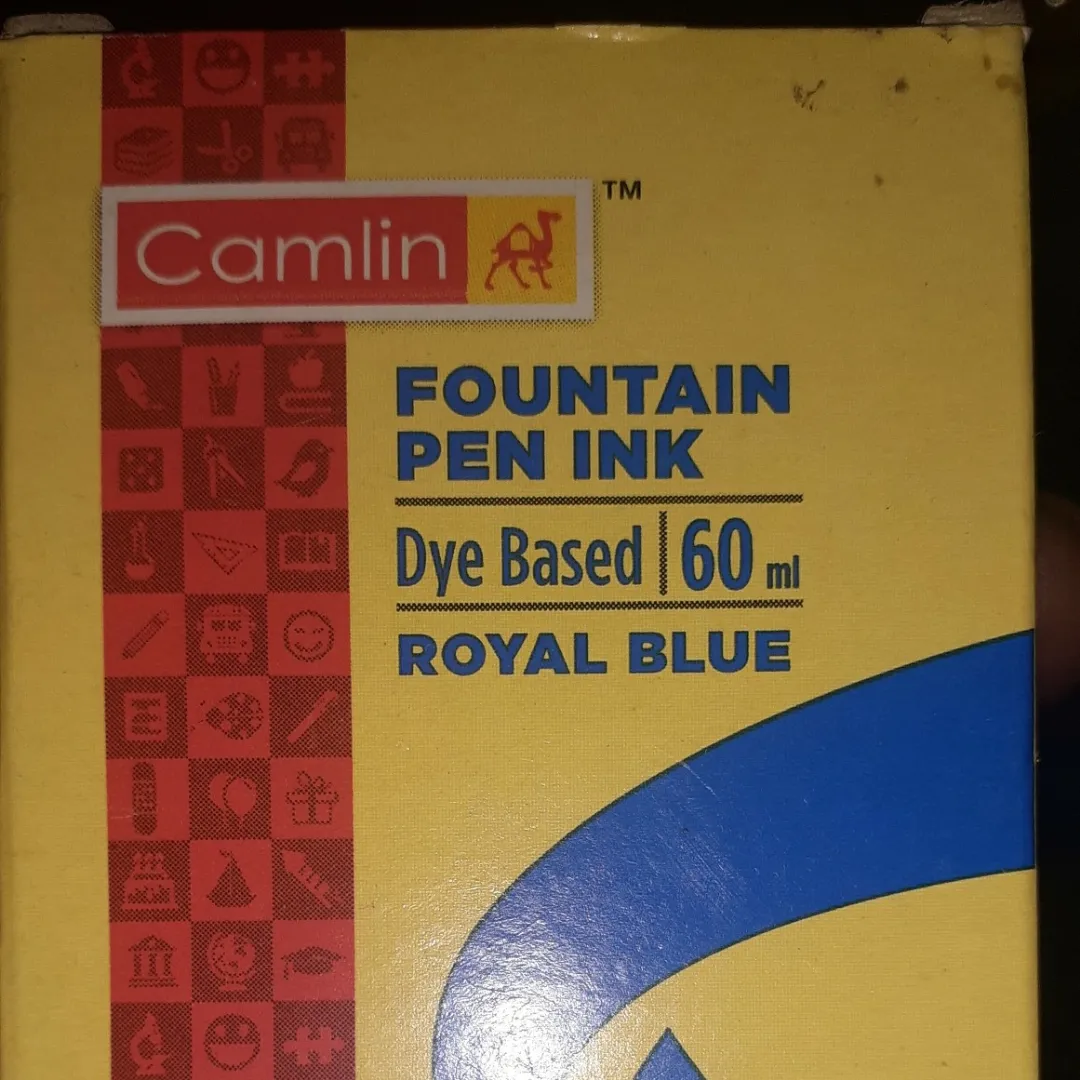 Camlin
TM
FOUNTAIN
PEN INK
Dye Based 60 ml
ROYAL BLUE